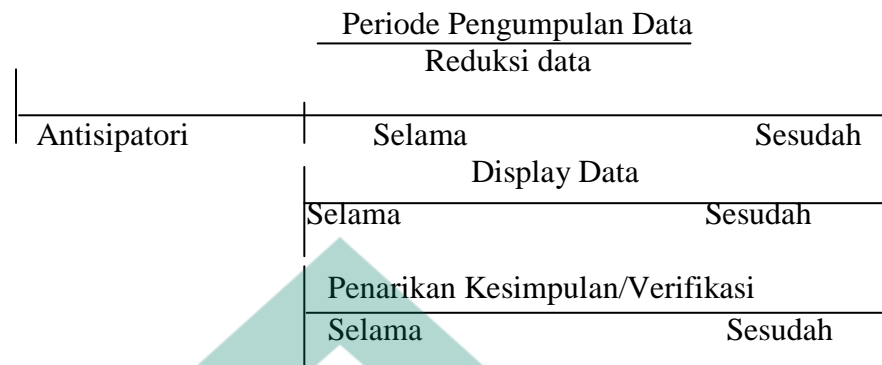 Periode Pengumpulan Data
Reduksi data
Antisipatori Selama Sesudah
Display Data
Selama Sesudah
Penarikan Kesimpulan/Verifikasi
Selama Sesudah